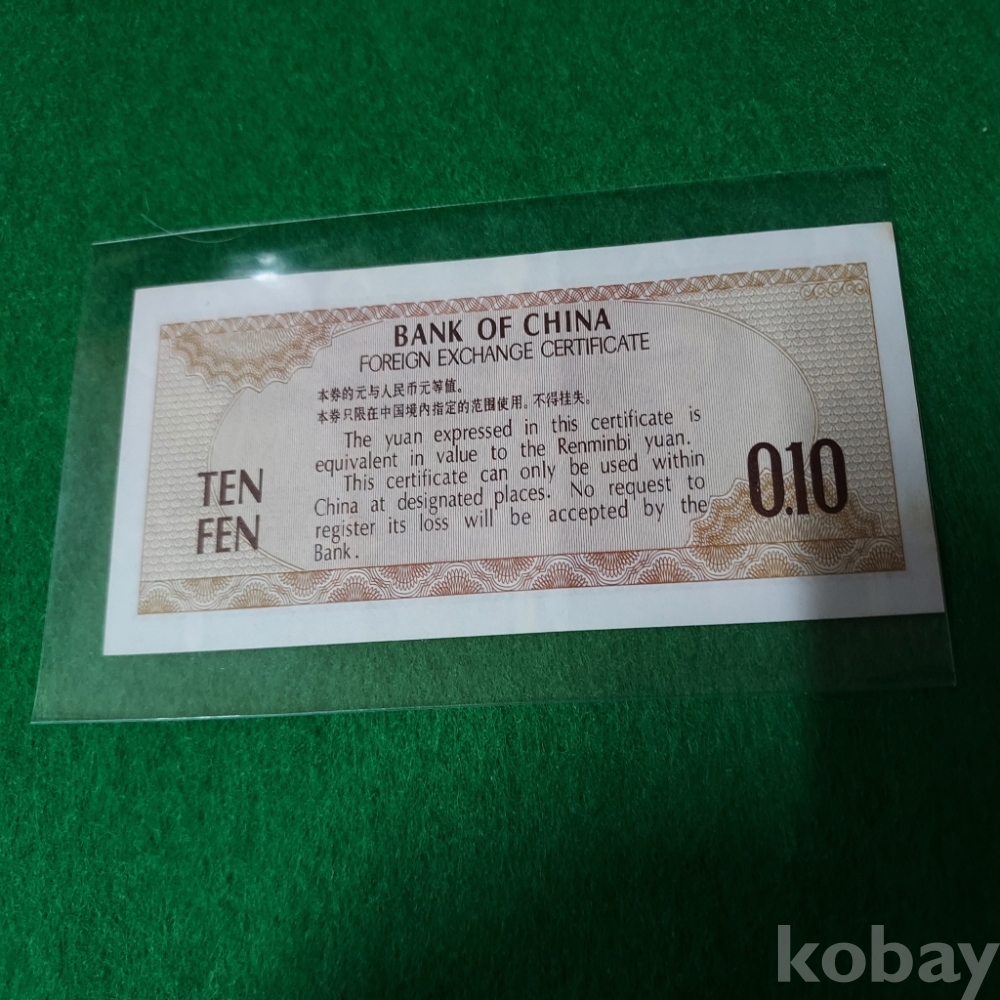 BANK OF CHINA
FOREIGN EXCHANGE CERTIFICATE
本券的元与人民币元等值。
本券只限在中国境内指定的范围使用。不得挂失。
The yuan expressed in this certificate is
equivalent in value to the Renminbi yuan.
This certificate can only be used within
China at designated places. No request to
register its loss will be accepted by the
Bank.
TEN
FEN
0.10
kobay